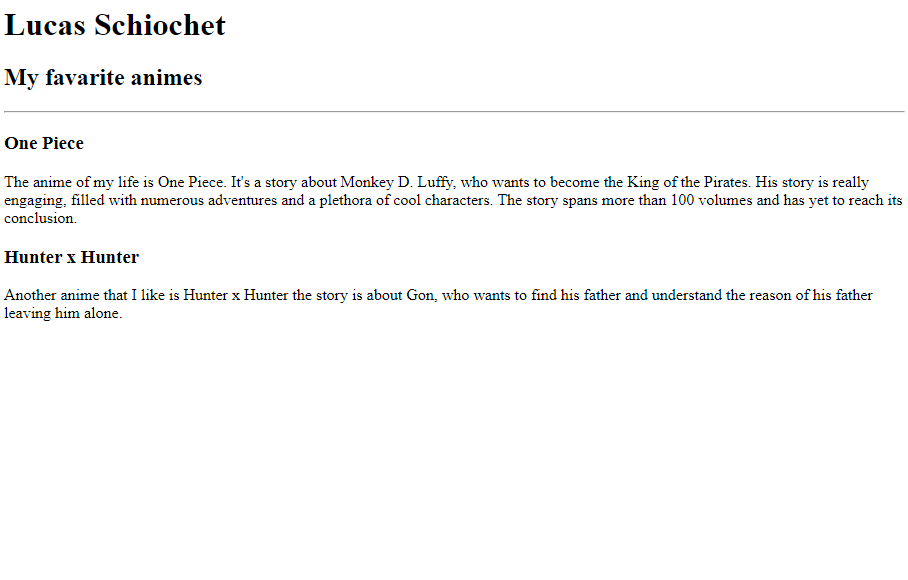 Lucas Schiochet
My favarite animes
One Piece
The anime of my life is One Piece. It's a story about Monkey D. Luffy, who wants to become the King of the Pirates. His story is really
engaging, filled with numerous adventures and a plethora of cool characters. The story spans more than 100 volumes and has yet to reach its
conclusion.
Hunter x Hunter
Another anime that I like is Hunter x Hunter the story is about Gon, who wants to find his father and understand the reason of his father
leaving him alone.